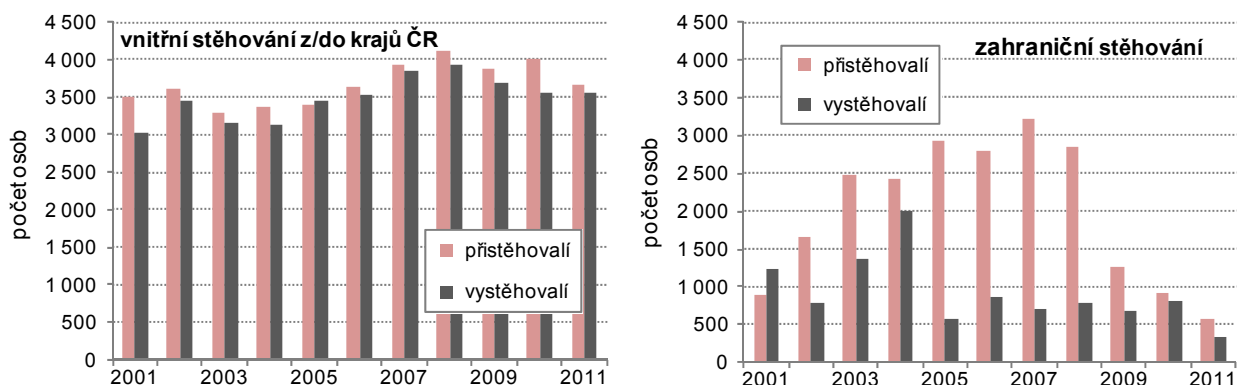 vnitřní stěhování z/do krajů ČR
počet osob
4 500
4 000
3 500
3 000
2 500
2 000
1 500
1 000
500
0
přistěhovalí
vystěhovalí
2001 2003 2005 2007 2009 2011
zahraniční stěhování
počet osob
4 500
4 000
3 500
3 000
2 500
2 000
1 500
1 000
500
0
přistěhovalí
vystěhovalí
2001 2003 2005 2007 2009 2011